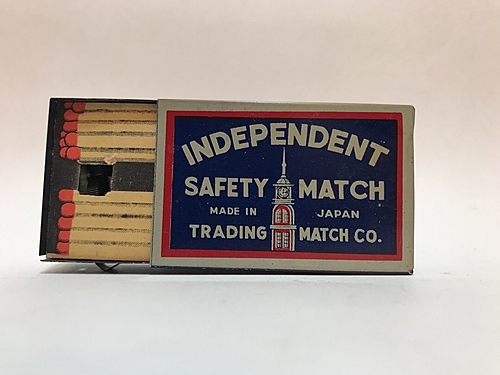 INDEPENDENT
SAFETY MATCH
MADE IN JAPAN
TRADING MATCH CO.